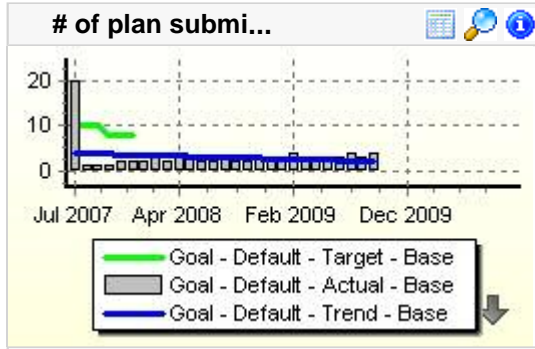 # of plan submi...
20
10
0
Jul 2007 Apr 2008 Feb 2009 Dec 2009
Goal - Default - Target - Base
Goal - Default - Actual - Base
Goal - Default - Trend - Base